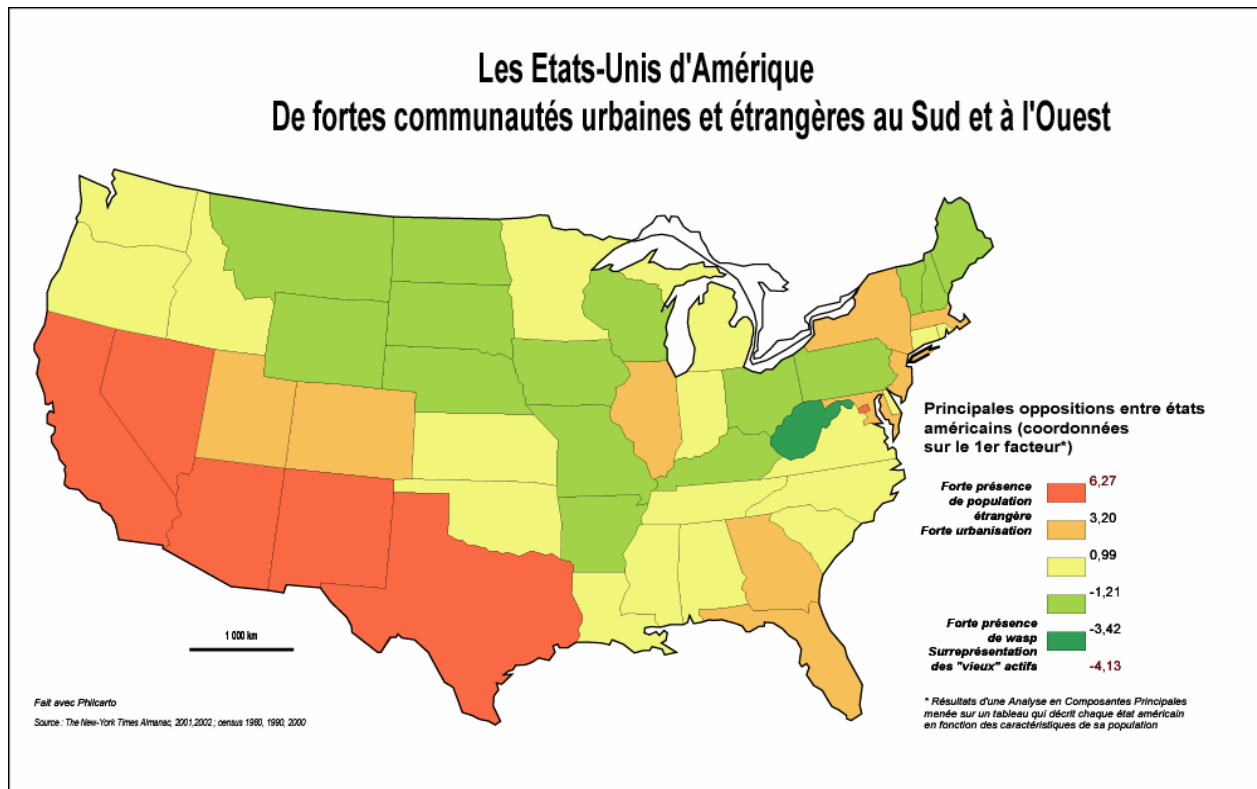 Les Etats-Unis d'Amérique
De fortes communautés urbaines et étrangères au Sud et à l'Ouest
Principales oppositions entre états
américains (coordonnées
sur le 1er facteur*)
Forte présence
de population
étrangère
Forte urbanisation
6,27
3,20
0,99
-1,21
-3,42
-4,13
Forte présence
de wasp
Surreprésentation
des "vieux" actifs
1 000 km
Fait avec Philcarto
Source : The New-York Times Almanac, 2001,2002 ; census 1980, 1990, 2000
* Résultats d'une Analyse en Composantes Principales
menée sur un tableau qui décrit chaque état américain
en fonction des caractéristiques de sa population